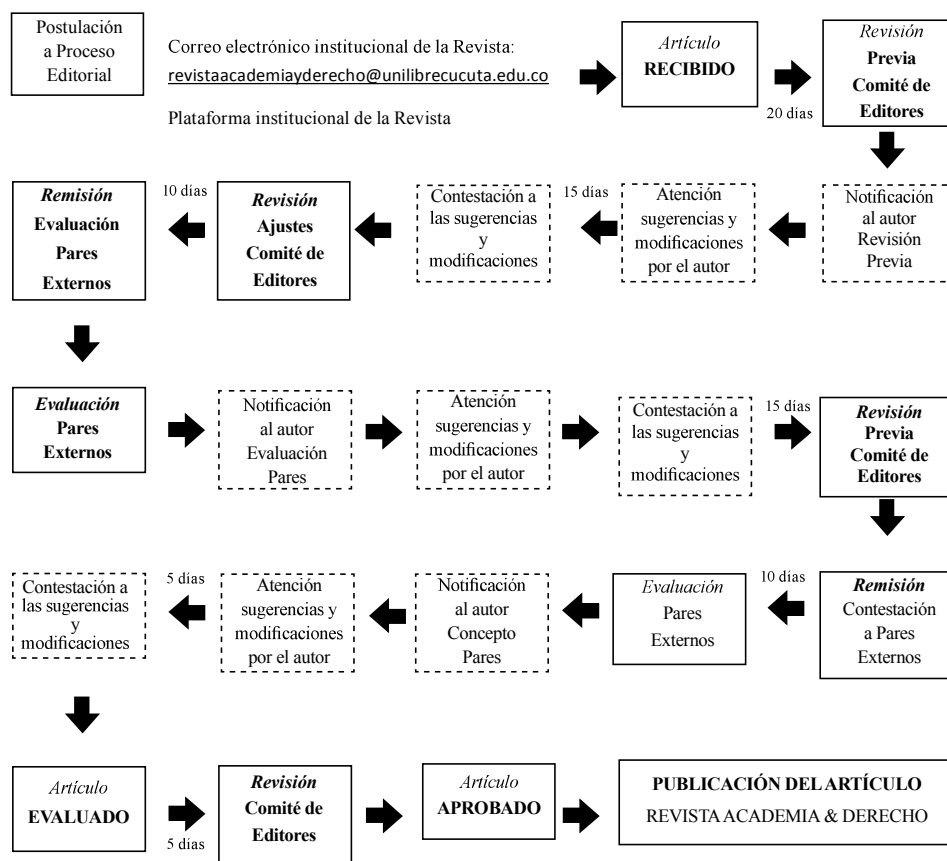 Postulación
a Proceso
Editorial
Correo electrónico institucional de la Revista:
revistaacademiayderecho@unilibrecucuta.edu.co
Plataforma institucional de la Revista
Artículo
RECIBIDO
20 días
Revisión
Previa
Comité de
Editores
Notificación
al autor
Revisión
Previa
Atención
sugerencias y
modificaciones
por el autor
15 días
Contestación a
las sugerencias
y
modificaciones
Revisión
Ajustes
Comité de
Editores
10 días
Remisión
Evaluación
Pares
Externos
Evaluación
Pares
Externos
Notificación
al autor
Evaluación
Pares
Atención
sugerencias y
modificaciones
por el autor
Contestación a
las sugerencias
y
modificaciones
15 días
Revisión
Previa
Comité de
Editores
Remisión
Contestación
a Pares
Externos
10 días
Evaluación
Pares
Externos
Notificación
al autor
Concepto
Pares
Atención
sugerencias y
modificaciones
por el autor
5 días
Contestación a
las sugerencias
y
modificaciones
Artículo
EVALUADO
5 días
Revisión
Comité de
Editores
Artículo
APROBADO
PUBLICACIÓN DEL ARTÍCULO
REVISTA ACADEMIA & DERECHO